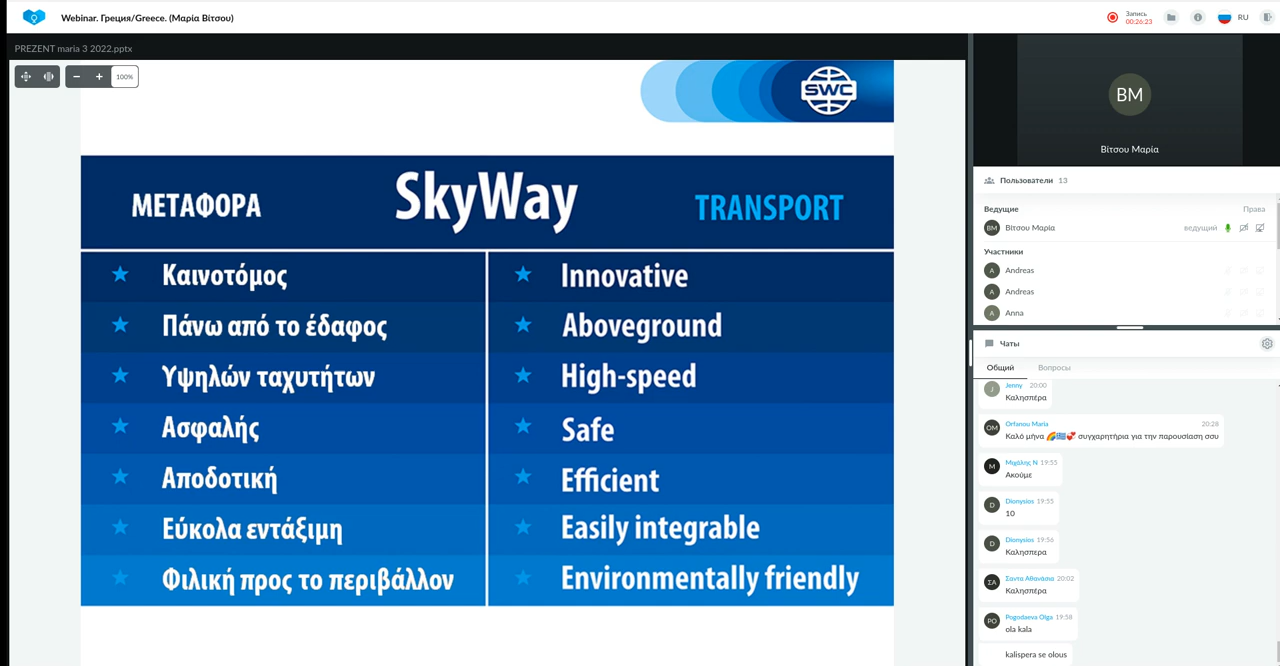 Webinar. Греция/Greece. (Μαρία Βίτσου)
Запись
00:26:23
RU
PREZENT maria 3 2022.pptx
100%
SWC
ΜΕΤΑΦΟΡΑ SkyWay TRANSPORT
Καινοτόμος Innovative
Πάνω από το έδαφος Aboveground
Υψηλών ταχυτήτων High-speed
Ασφαλής Safe
Αποδοτική Efficient
Εύκολα εντάξιμη Easily integrable
Φιλική προς το περιβάλλον Environmentally friendly
ВМ
Βίτσου Μαρία
Пользователи 13
Ведущие Права
ВМ Βίτσου Μαρία ведущий
Участники
A Andreas
A Andreas
A Anna
Чаты
Общий Вопросы
J Jenny 20:00
Καλησπέρα
OM Orfanou Maria 20:28
Καλό μήνα 🌈🇬🇷💞 συγχαρητήρια για την παρουσίαση σου
M Μιχάλης Ν 19:55
Ακούμε
D Dionysios 19:55
10
D Dionysios 19:56
Καλησπερα
ΣΑ Σαντα Αθανάσια 20:02
Καλησπέρα
PO Pogodaeva Olga 19:58
ola kala
kalispera se olous